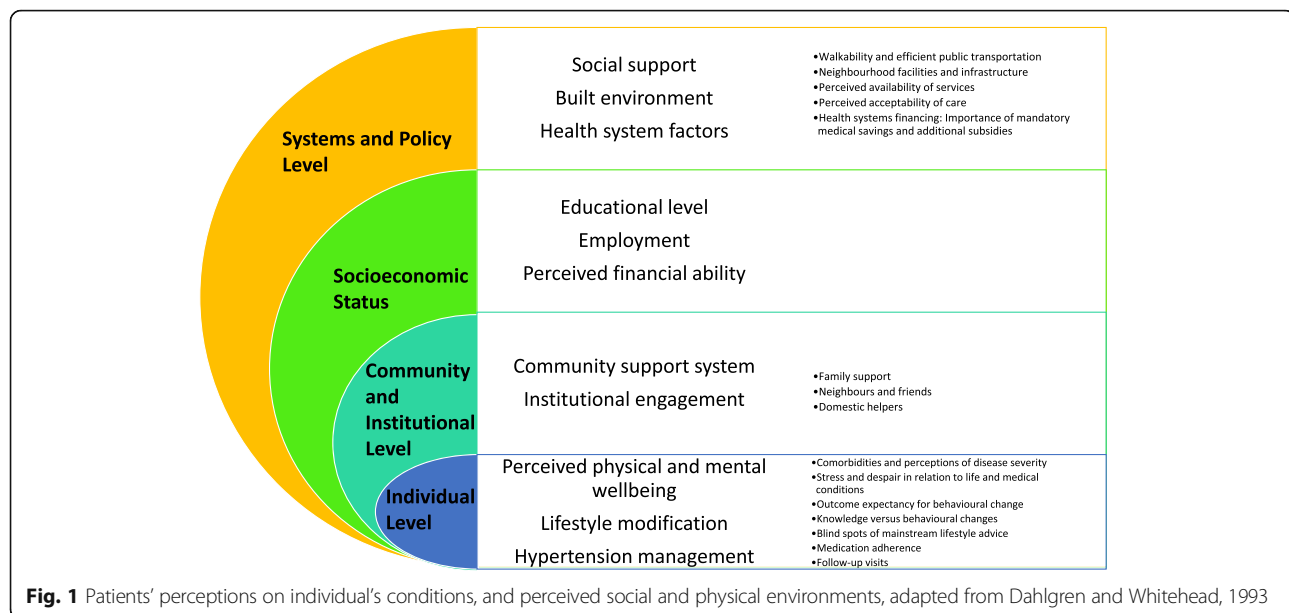 Systems and Policy
Level
Social support
Built environment
Health system factors
•Walkability and efficient public transportation
•Neighbourhood facilities and infrastructure
•Perceived availability of services
•Perceived acceptability of care
•Health systems financing: Importance of mandatory
medical savings and additional subsidies
Socioeconomic
Status
Educational level
Employment
Perceived financial ability
Community
and
Institutional
Level
Community support system
Institutional engagement
•Family support
•Neighbours and friends
•Domestic helpers
Individual
Level
Perceived physical and mental
wellbeing
Lifestyle modification
Hypertension management
•Comorbidities and perceptions of disease severity
•Stress and despair in relation to life and medical
conditions
•Outcome expectancy for behavioural change
•Knowledge versus behavioural changes
•Blind spots of mainstream lifestyle advice
•Medication adherence
•Follow-up visits
Fig. 1 Patients' perceptions on individual's conditions, and perceived social and physical environments, adapted from Dahlgren and Whitehead, 1993